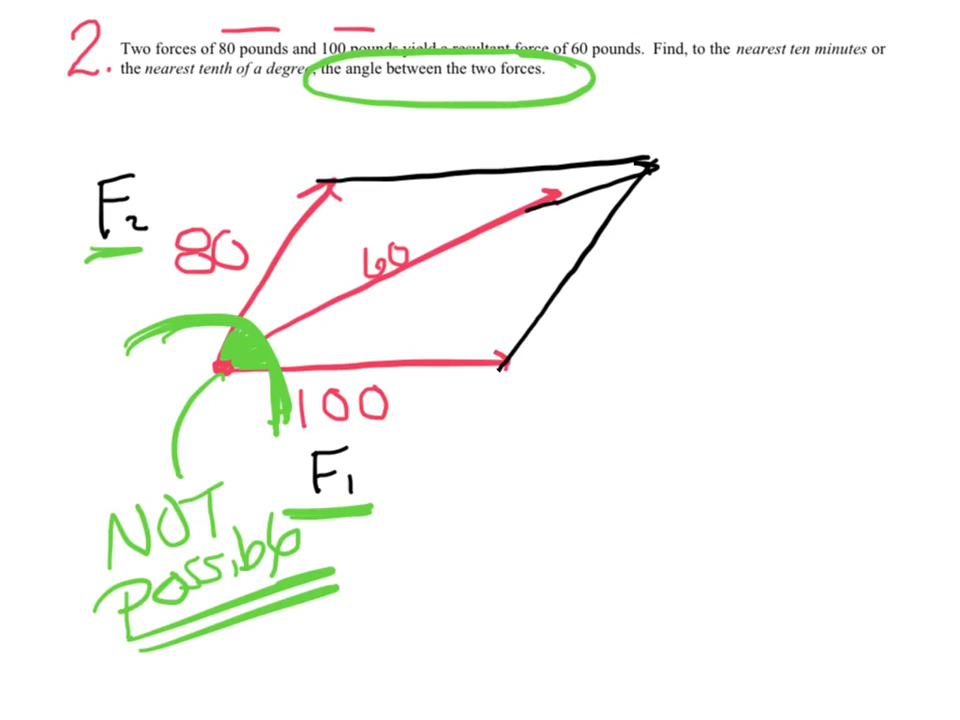 2.
Two forces of 80 pounds and 100 pounds yield a resultant force of 60 pounds. Find, to the nearest ten minutes or
the nearest tenth of a degree, the angle between the two forces.
F2
80
60
100
F1
NOT
Possible